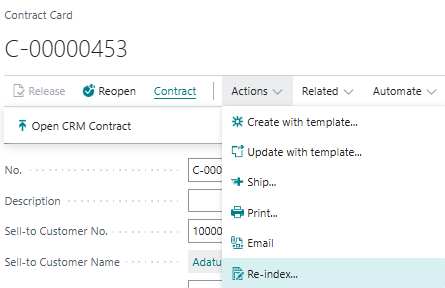 Contract Card
C-00000453
Release Reopen Contract Actions Related Automate
Open CRM Contract
Create with template...
Update with template...
Ship...
Print...
Email
Re-index...
No. C-000
Description
Sell-to Customer No. 10000
Sell-to Customer Name Adatu